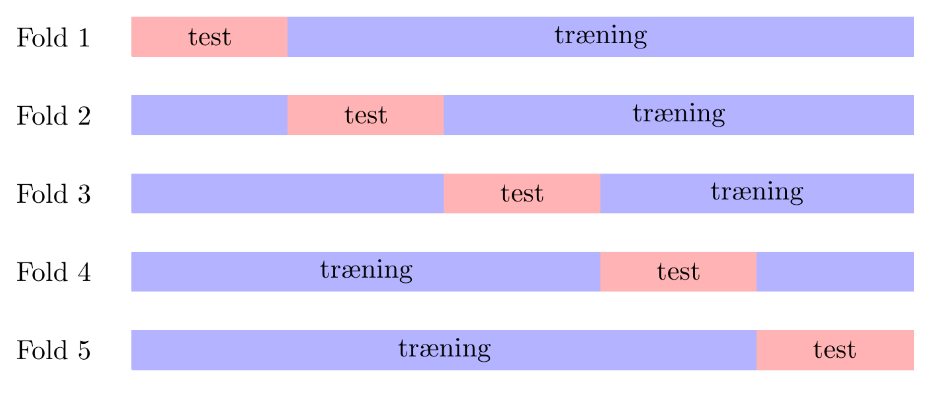 Fold 1 test træning
Fold 2 test træning
Fold 3 test træning
Fold 4 træning test
Fold 5 træning test